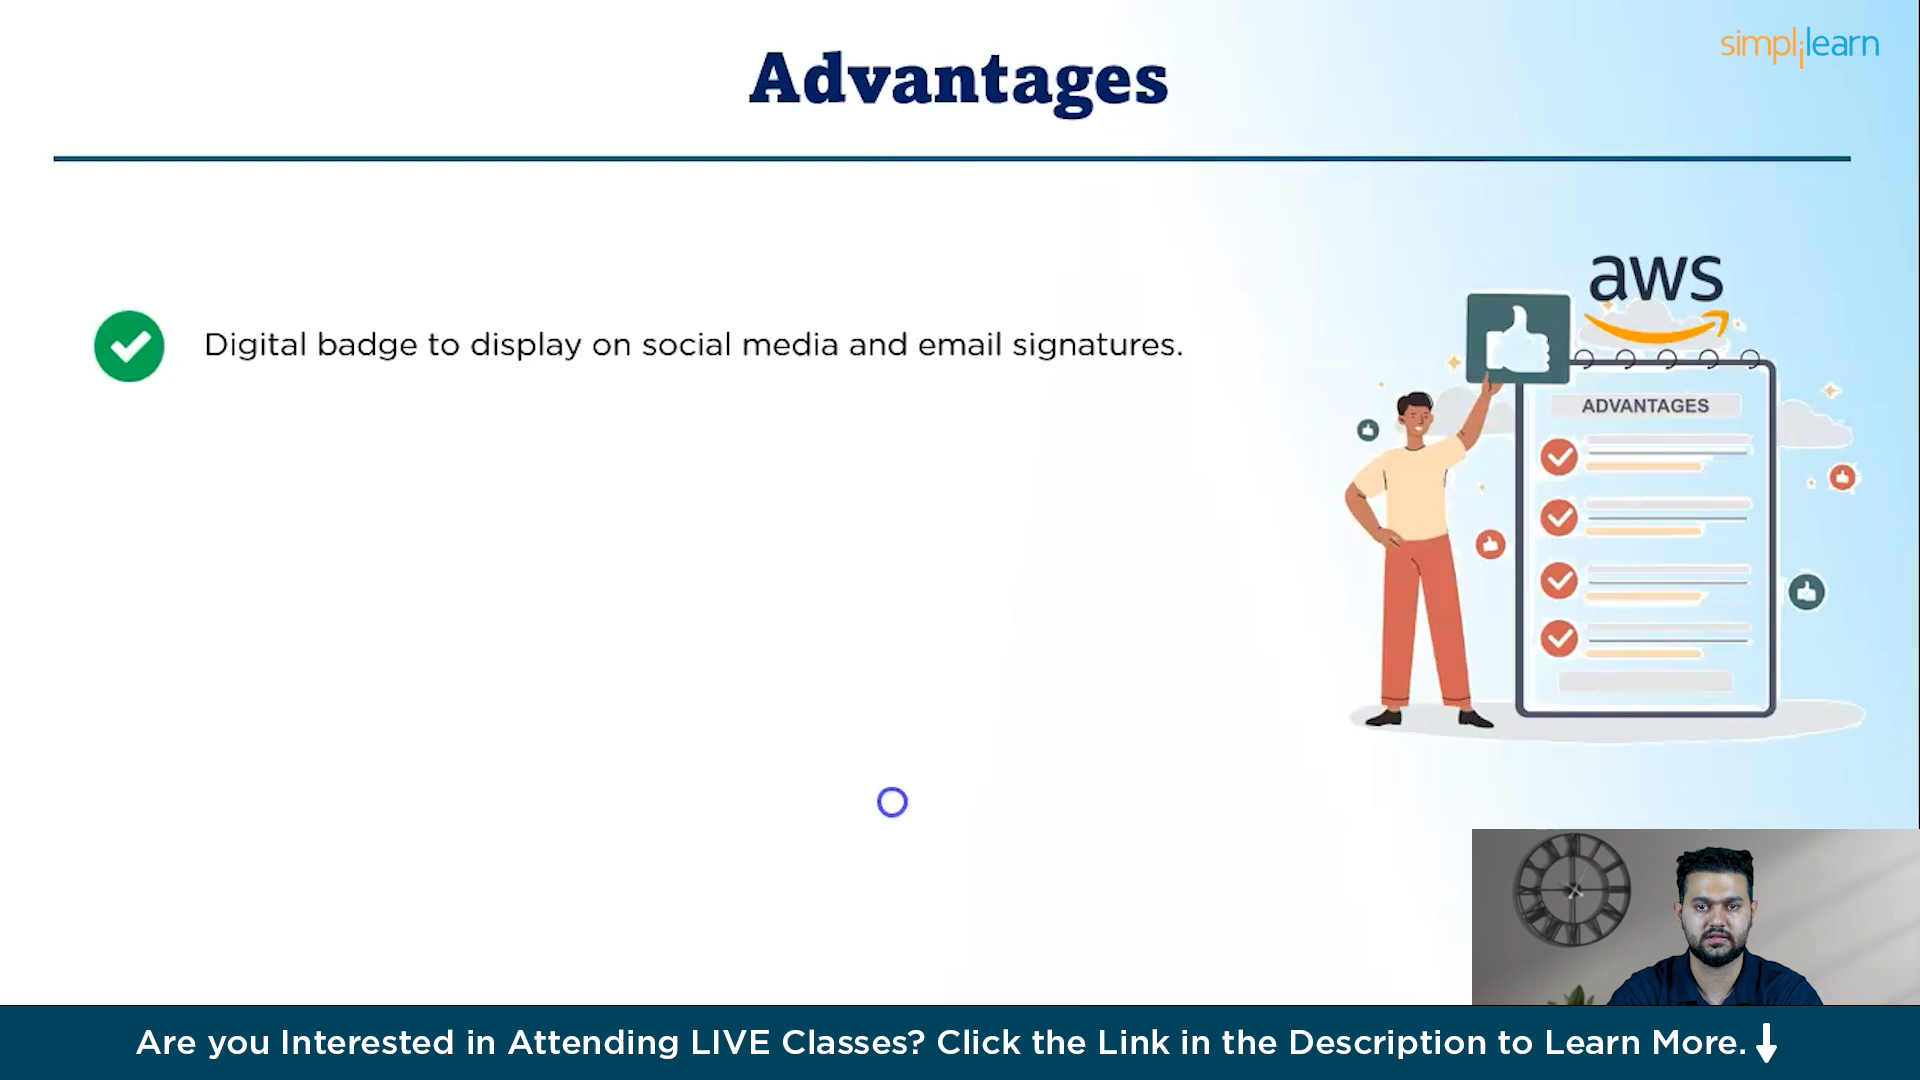 simplilearn
Advantages
aws
Digital badge to display on social media and email signatures.
ADVANTAGES
Are you Interested in Attending LIVE Classes? Click the Link in the Description to Learn More.